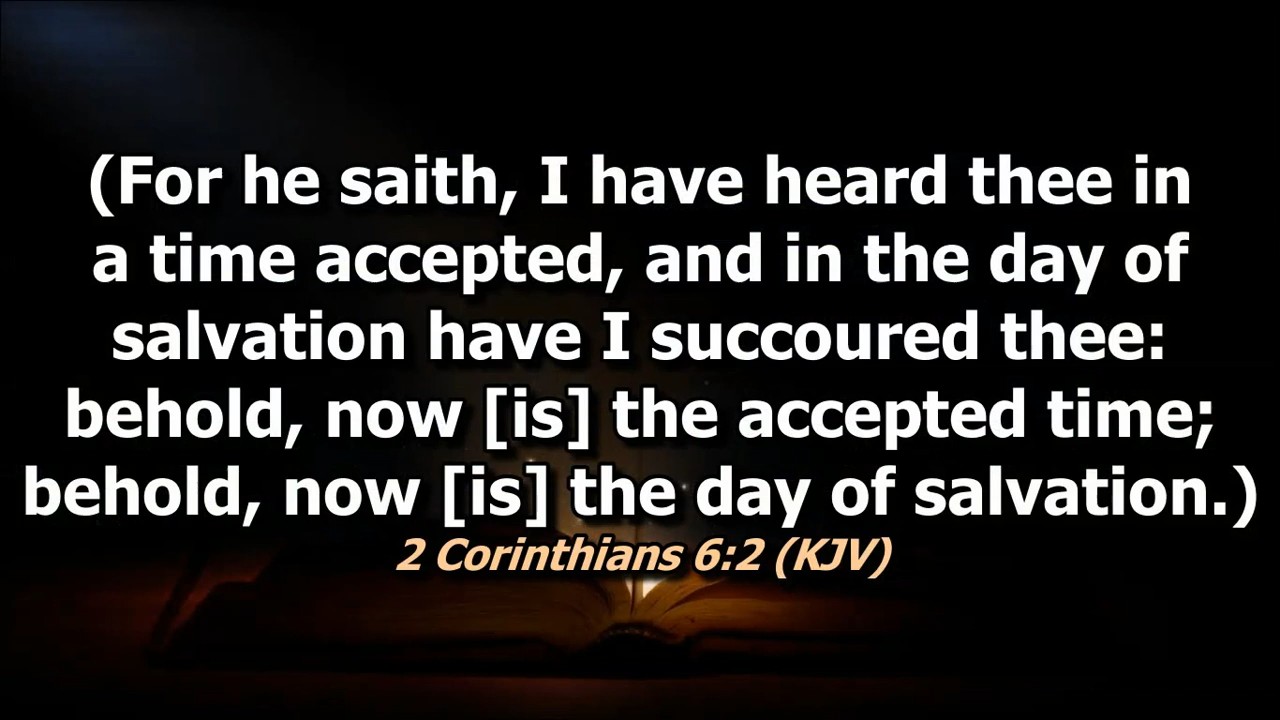 (For he saith, I have heard thee in
a time accepted, and in the day of
salvation have I succoured thee:
behold, now [is] the accepted time;
behold, now [is] the day of salvation.)
2 Corinthians 6:2 (KJV)